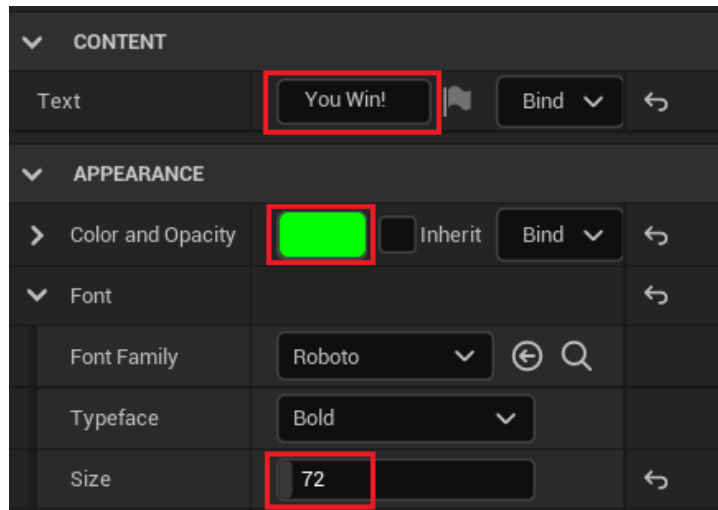 CONTENT
Text You Win! Bind
APPEARANCE
Color and Opacity Inherit Bind
Font
Font Family Roboto
Typeface Bold
Size 72